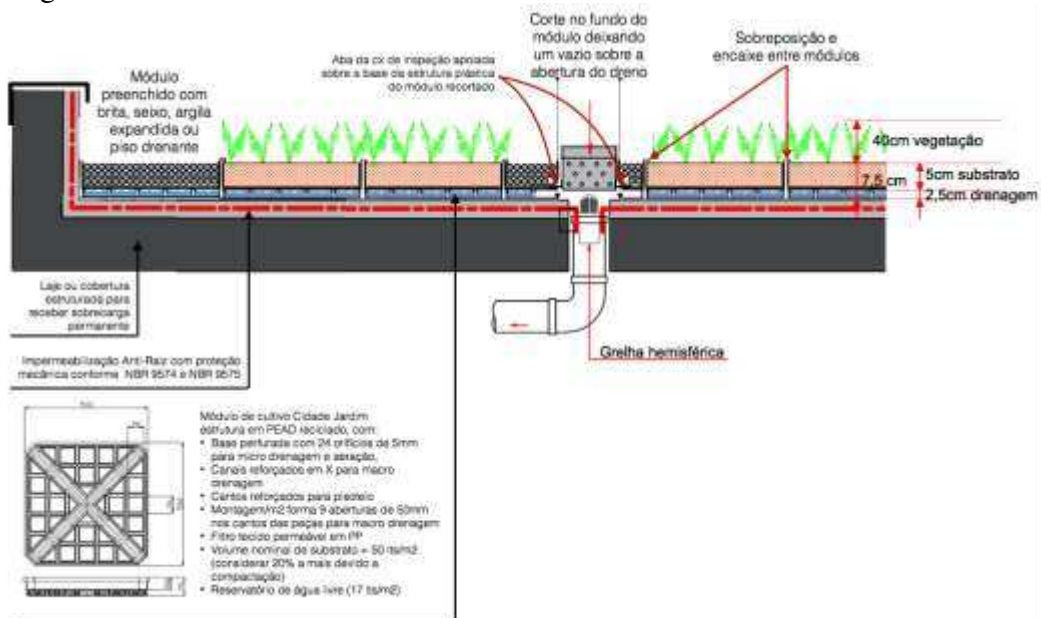 Corte no fundo do
módulo deixando
um vazio sobre a
abertura do dreno
Sobreposição e
encaixe entre módulos
Aba da cx de inspeção apoiada
sobre a base da estrutura plástica
do módulo recortado
Módulo
preenchido com
brita, seixo, argila
expandida ou
piso drenante
40cm vegetação
5cm substrato
7,5 cm
2,5cm drenagem
Laje ou cobertura
estruturada para
receber sobrecarga
permanente
Grelha hemisférica
Impermeabilização Anti-Raiz com proteção
mecânica conforme NBR 9574 e NBR 9575
Módulo de cultivo Cidade Jardim
estrutura em PEAD reciclado, com:
• Base perfurada com 24 orifícios de 5mm
para micro drenagem e aeração,
• Canais reforçados em X para macro
drenagem
• Cantos reforçados para pisoteio
• Montagem/m2 forma 9 aberturas de 50mm
nos cantos das peças para macro drenagem
• Filtro tecido permeável em PP
• Volume nominal de substrato = 50 lts/m2
(considerar 20% a mais devido a
compactação)
• Reservatório de água livre (17 lts/m2)